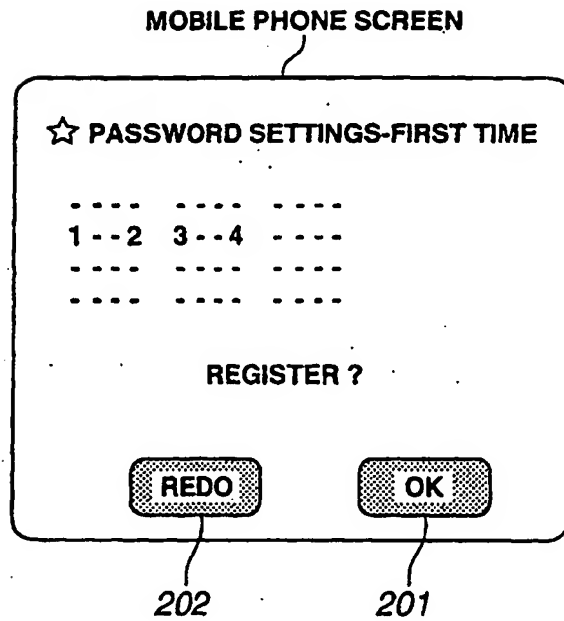 MOBILE PHONE SCREEN
☆ PASSWORD SETTINGS-FIRST TIME
- - - -  - - - -  - - - -
1 - - 2  3 - - 4  - - - -
- - - -  - - - -  - - - -
- - - -  - - - -  - - - -
REGISTER ?
REDO OK
202 201